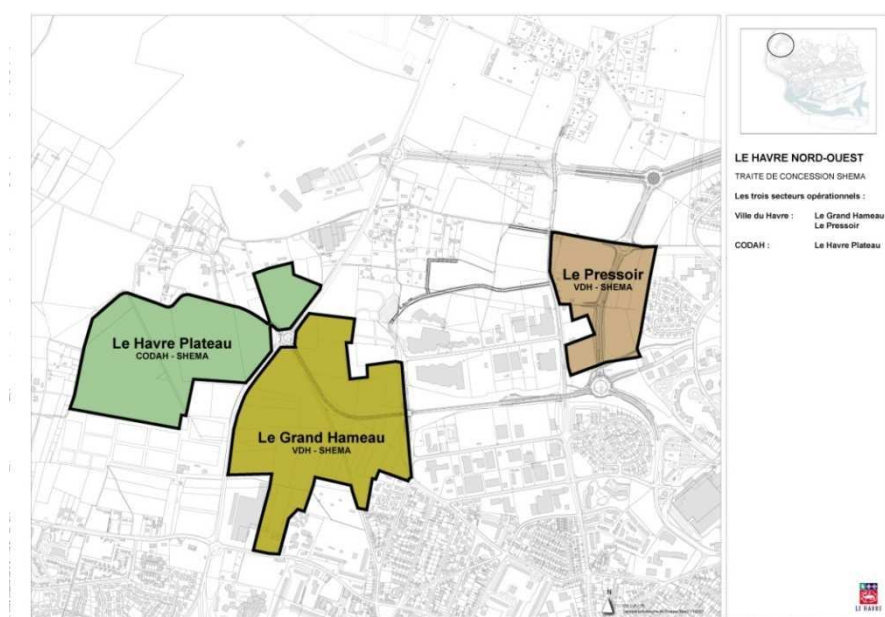 LE HAVRE NORD-OUEST
TRAITE DE CONCESSION SHEMA
Les trois secteurs opérationnels :
Ville du Havre : Le Grand Hameau
Le Pressoir
CODAH : Le Havre Plateau
Le Pressoir
VDH - SHEMA
Le Havre Plateau
CODAH - SHEMA
Le Grand Hameau
VDH - SHEMA
N
LE HAVRE